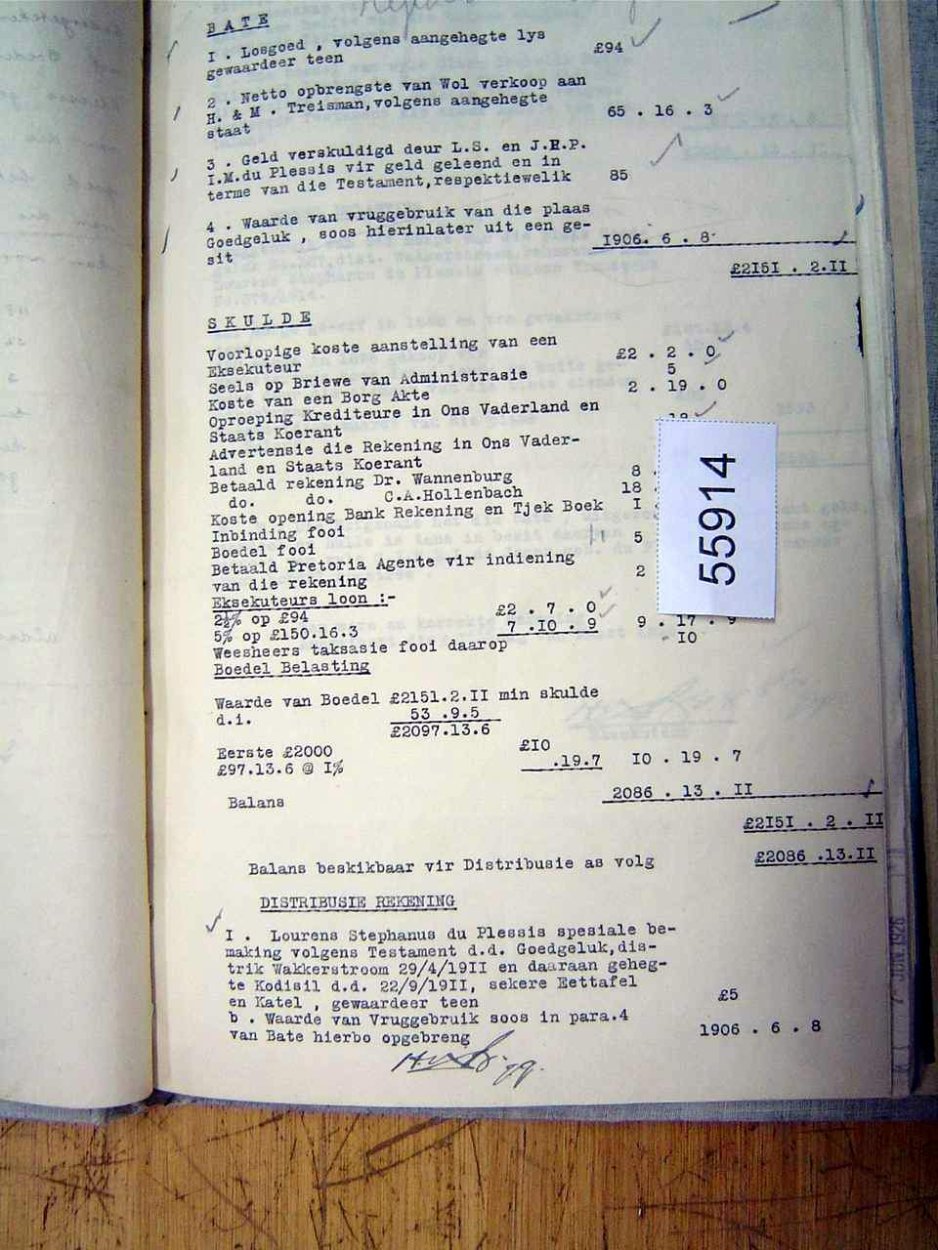 B A T E
I . Losgoed , volgens aangehegte lys
gewaardeer teen £94
2 . Netto opbrengste van Wol verkoop aan
H. & M . Treisman,volgens aangehegte
staat 65 . 16 . 3
3 . Geld verskuldigd deur L.S. en J.H.P.
I.M.du Plessis vir geld geleend en in
terme van die Testament,respektiewelik 85
4 . Waarde van vruggebruik van die plaas
Goedgeluk , soos hierinlater uit een ge-
sit 1906. 6 . 8
£2I5I . 2.II
S K U L D E
Voorlopige koste aanstelling van een
Eksekuteur £2 . 2 . 0
Seels op Briewe van Administrasie 5
Koste van een Borg Akte 2 . 19 . 0
Oproeping Krediteure in Ons Vaderland en
Staats Koerant
Advertensie die Rekening in Ons Vader-
land en Staats Koerant
Betaald rekening Dr. Wannenburg 8 .
do. do. C.A.Hollenbach 18
Koste opening Bank Rekening en Tjek Boek I .
Inbinding fooi
Boedel fooi 5
Betaald Pretoria Agente vir indiening
van die rekening 2
Eksekuteurs loon :-
2½% op £94 £2 . 7 . 0
5% op £150.16.3 7 .I0 . 9 9 . 17 . 9
Weesheers taksasie fooi daarop - IO
Boedel Belasting
Waarde van Boedel £2151.2.II min skulde
d.i. 53 .9.5
£2097.13.6
Eerste £2000 £IO
£97.13.6 @ I% .19.7 IO . 19 . 7
Balans 2086 . 13 . II
£2I5I . 2 . II
Balans beskikbaar vir Distribusie as volg £2086 .13.II
DISTRIBUSIE REKENING
I . Lourens Stephanus du Plessis spesiale be-
making volgens Testament d.d. Goedgeluk,dis-
trik Wakkerstroom 29/4/19II en daaraan geheg-
te Kodisil d.d. 22/9/19II, sekere Eettafel
en Katel , gewaardeer teen £5
b . Waarde van Vruggebruik soos in para.4
van Bate hierbo opgebreng 1906 . 6 . 8
555914
JUN.1926